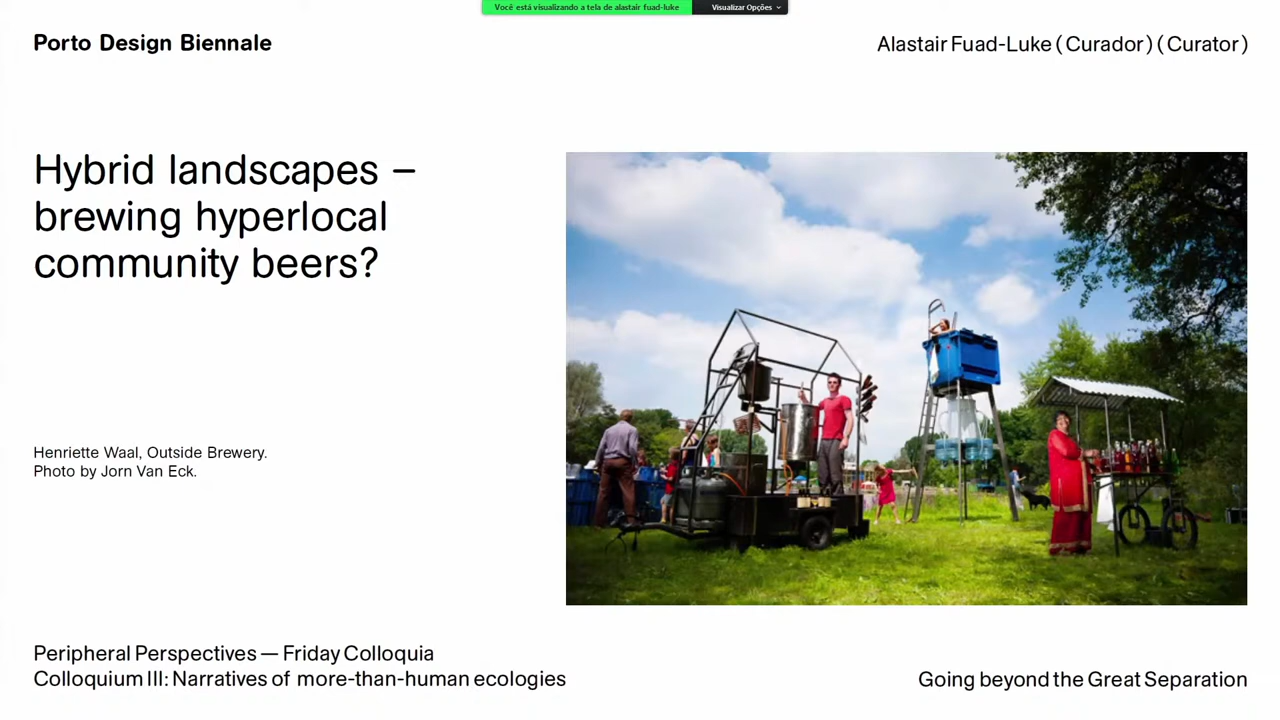 Você está visualizando a tela de alastair fuad-luke
Visualizar Opções
Porto Design Biennale
Alastair Fuad-Luke ( Curador ) ( Curator )
Hybrid landscapes –
brewing hyperlocal
community beers?
Henriette Waal, Outside Brewery.
Photo by Jorn Van Eck.
Peripheral Perspectives — Friday Colloquia
Colloquium III: Narratives of more-than-human ecologies
Going beyond the Great Separation